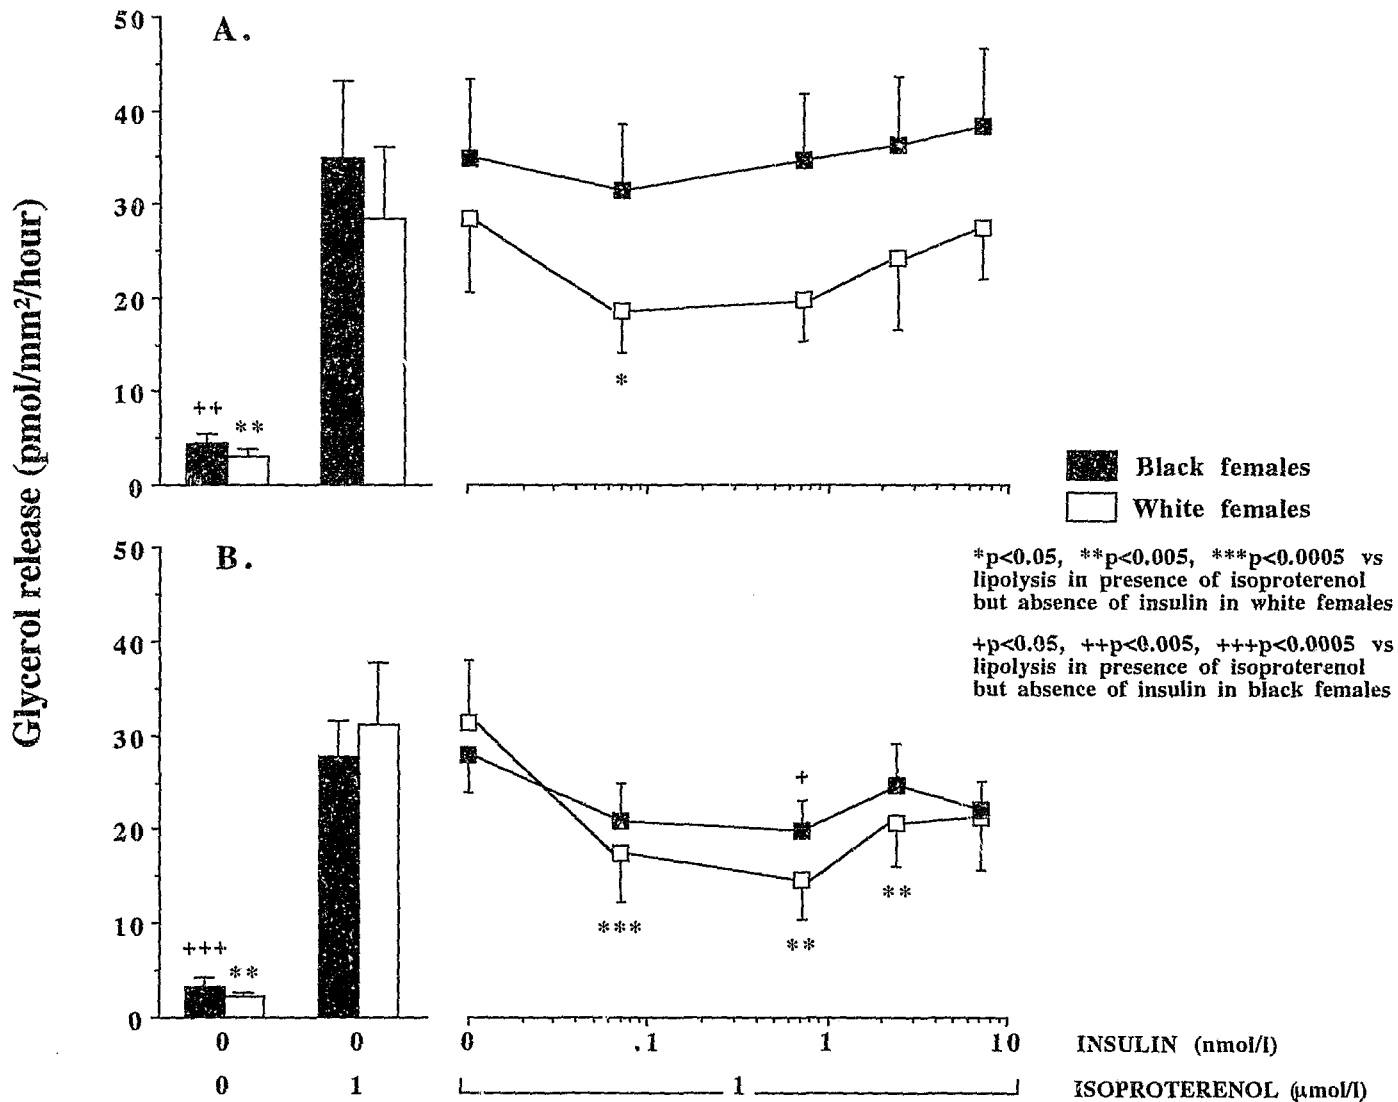 Glycerol release (pmol/mm²/hour)
A.
50
40
30
20
10
0
++
**
*
Black females
White females
*p<0.05, **p<0.005, ***p<0.0005 vs
lipolysis in presence of isoproterenol
but absence of insulin in white females
+p<0.05, ++p<0.005, +++p<0.0005 vs
lipolysis in presence of isoproterenol
but absence of insulin in black females
B.
50
40
30
20
10
0
+++
**
***
+
**
**
0 0 0 .1 1 10 INSULIN (nmol/l)
0 1 1 ISOPROTERENOL (µmol/l)